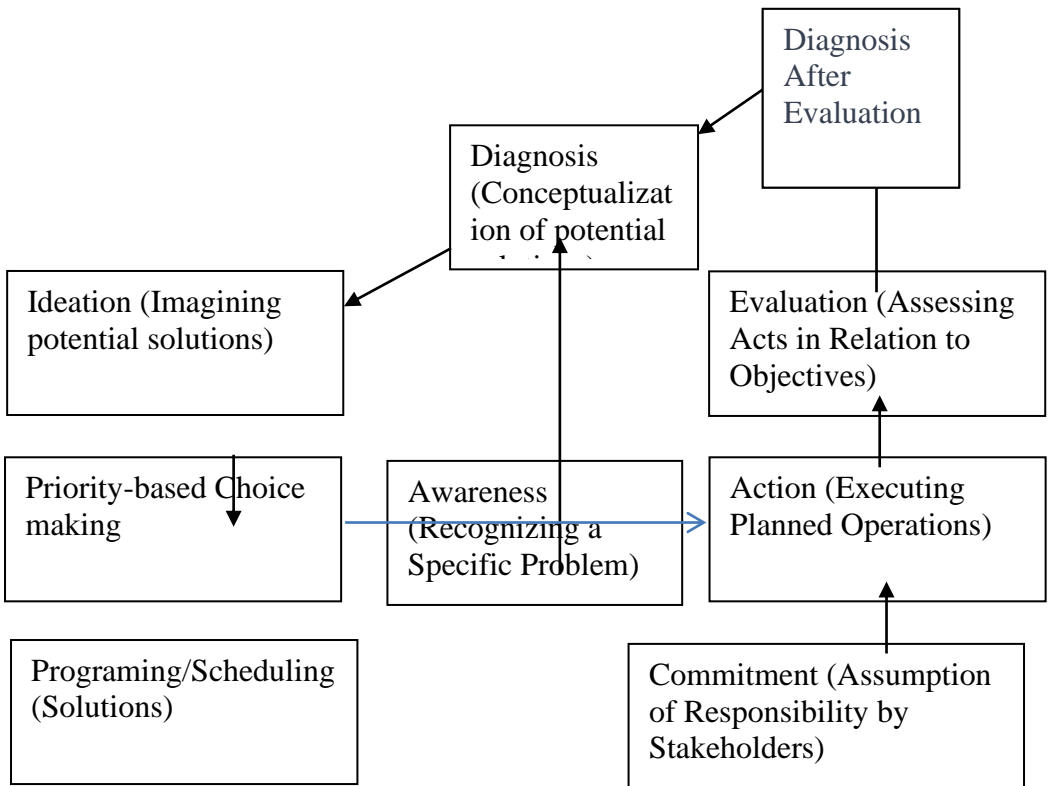 Diagnosis
After
Evaluation
Diagnosis
(Conceptualizat
ion of potential
Ideation (Imagining
potential solutions)
Evaluation (Assessing
Acts in Relation to
Objectives)
Priority-based Choice
making
Awareness
(Recognizing a
Specific Problem)
Action (Executing
Planned Operations)
Programing/Scheduling
(Solutions)
Commitment (Assumption
of Responsibility by
Stakeholders)